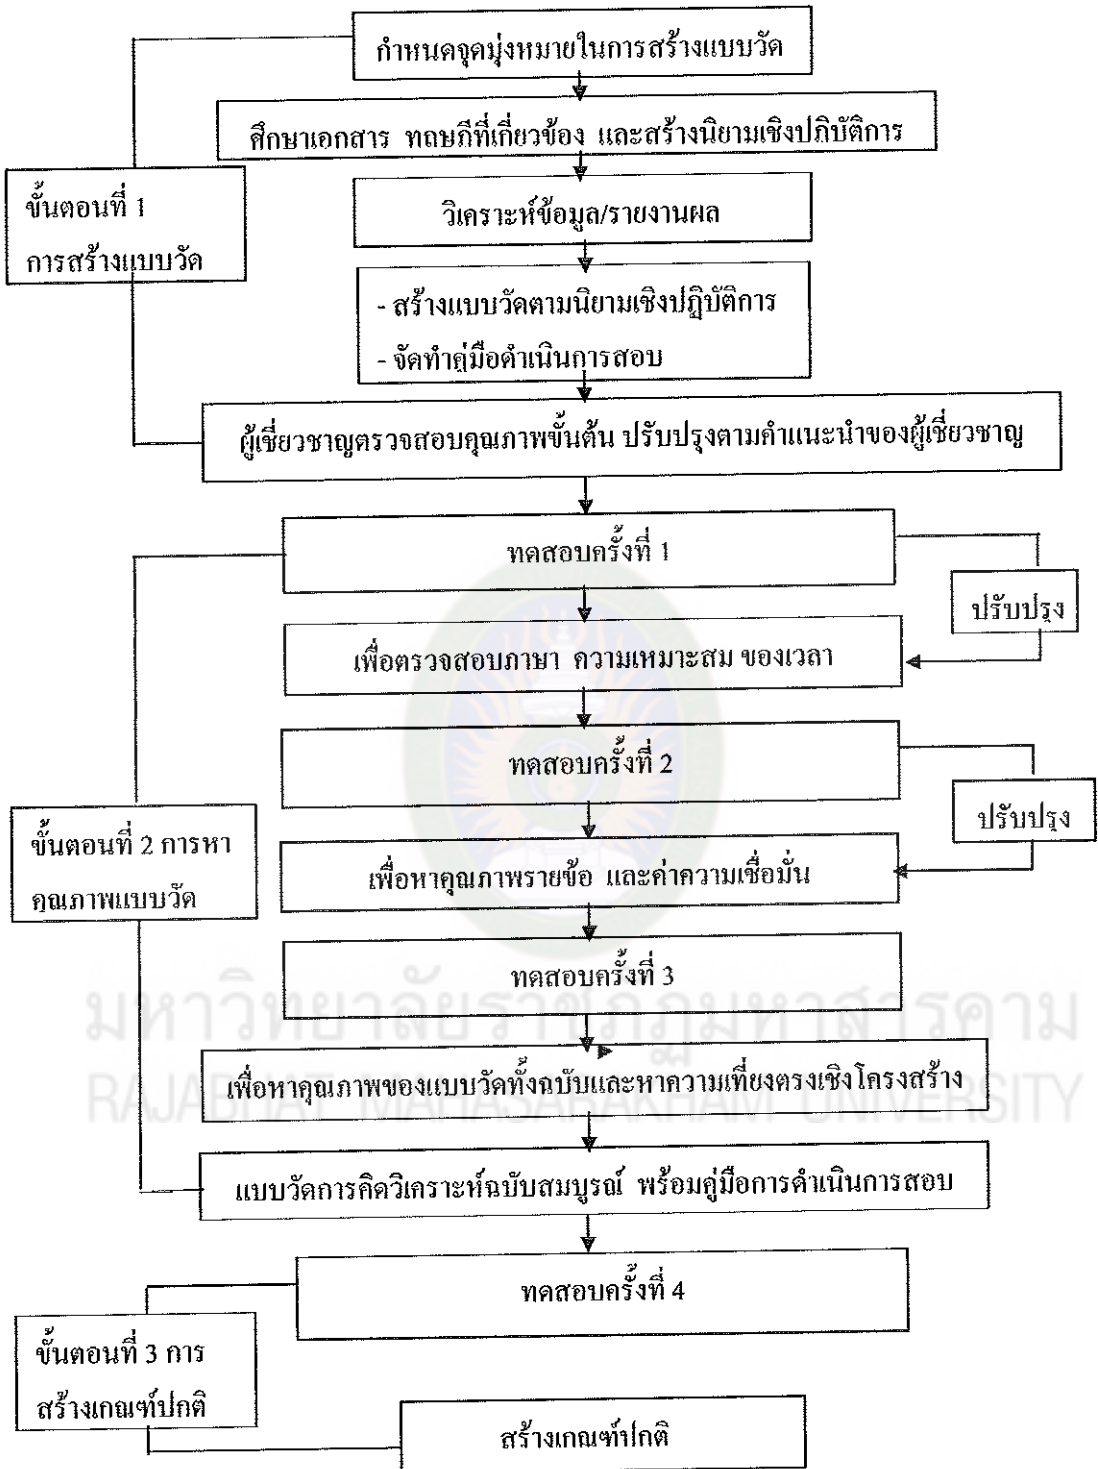 กำหนดจุดมุ่งหมายในการสร้างแบบวัด
ศึกษาเอกสาร ทฤษฎีที่เกี่ยวข้อง และสร้างนิยามเชิงปฏิบัติการ
ขั้นตอนที่ 1
การสร้างแบบวัด
วิเคราะห์ข้อมูล/รายงานผล
- สร้างแบบวัดตามนิยามเชิงปฏิบัติการ
- จัดทำคู่มือดำเนินการสอบ
ผู้เชี่ยวชาญตรวจสอบคุณภาพขั้นต้น ปรับปรุงตามคำแนะนำของผู้เชี่ยวชาญ
ทดสอบครั้งที่ 1
ปรับปรุง
เพื่อตรวจสอบภาษา ความเหมาะสม ของเวลา
ทดสอบครั้งที่ 2
ปรับปรุง
ขั้นตอนที่ 2 การหา
คุณภาพแบบวัด
เพื่อหาคุณภาพรายข้อ และค่าความเชื่อมั่น
ทดสอบครั้งที่ 3
มหาวิทยาลัยราชภัฏมหาสารคาม
RAJABHAT MAHASARAKHAM UNIVERSITY
เพื่อหาคุณภาพของแบบวัดทั้งฉบับและหาความเที่ยงตรงเชิงโครงสร้าง
แบบวัดการคิดวิเคราะห์ฉบับสมบูรณ์ พร้อมคู่มือการดำเนินการสอบ
ทดสอบครั้งที่ 4
ขั้นตอนที่ 3 การ
สร้างเกณฑ์ปกติ
สร้างเกณฑ์ปกติ